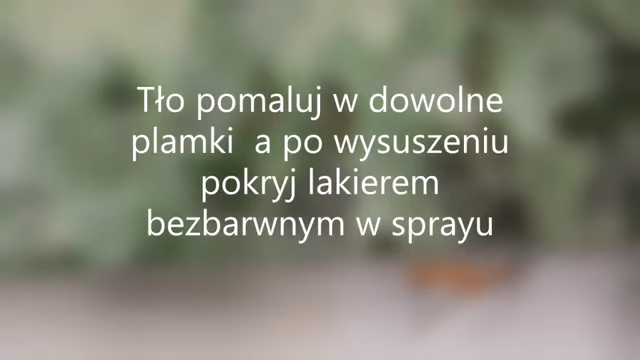 Tło pomaluj w dowolne
plamki  a po wysuszeniu
pokryj lakierem
bezbarwnym w sprayu